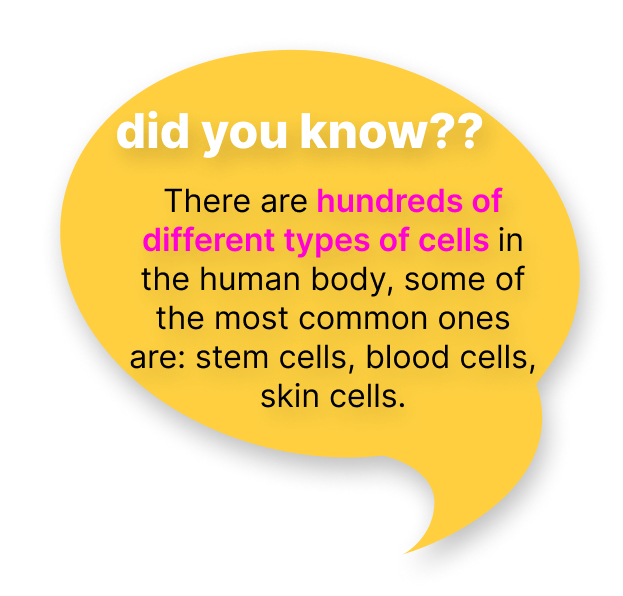 did you know??
There are hundreds of
different types of cells in
the human body, some of
the most common ones
are: stem cells, blood cells,
skin cells.